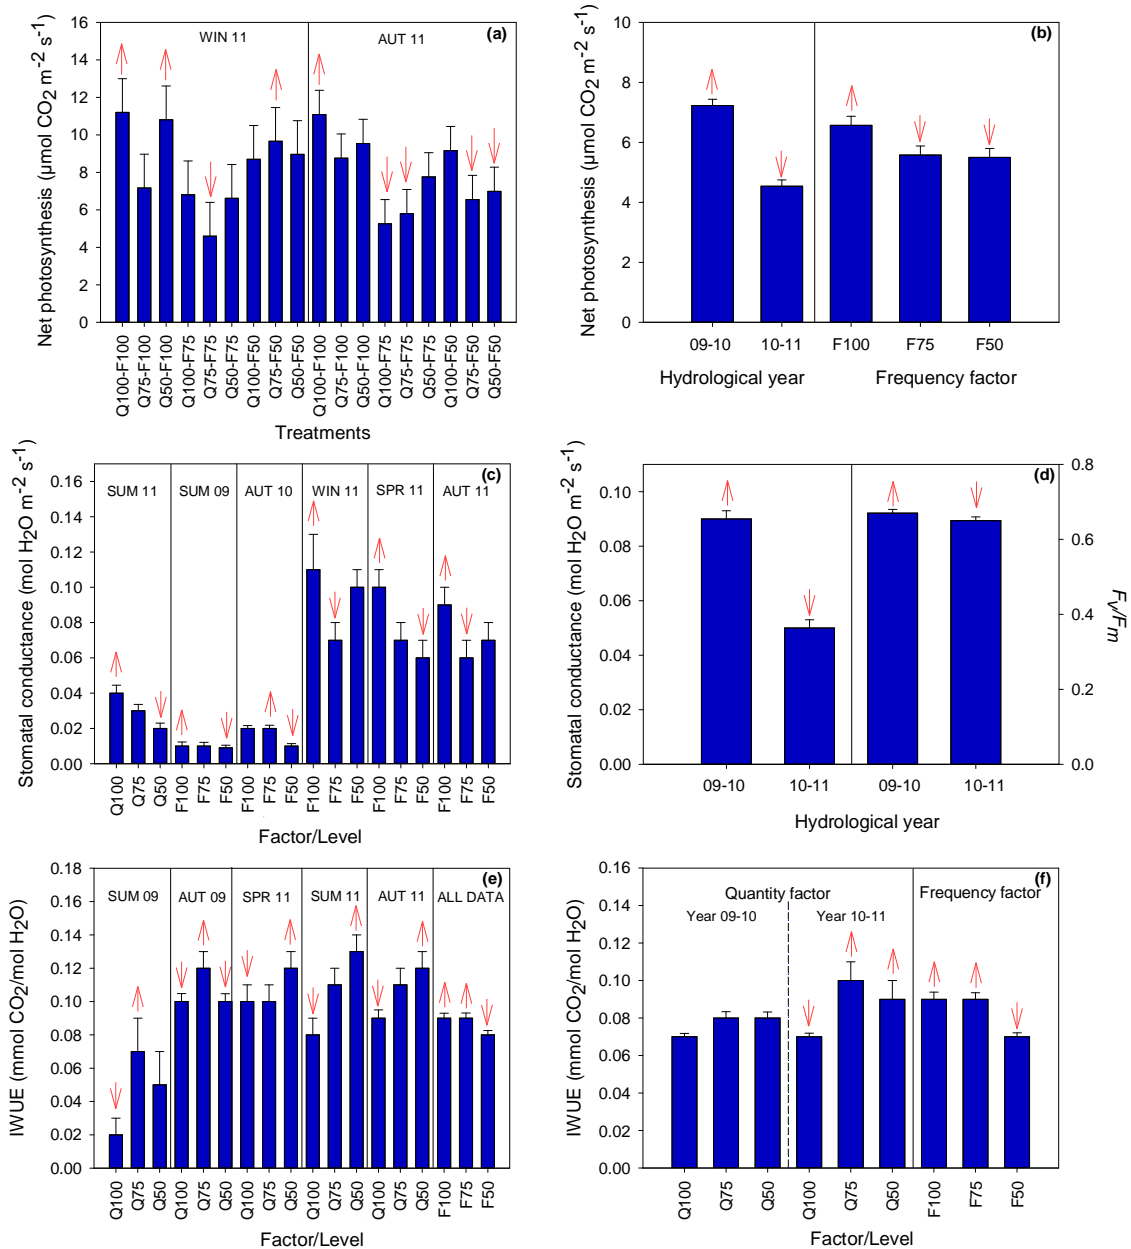 (a)
WIN 11
AUT 11
Net photosynthesis (µmol CO2 m-2 s-1)
16
14
12
10
8
6
4
2
0
Q100-F100
Q75-F100
Q50-F100
Q100-F75
Q75-F75
Q50-F75
Q100-F50
Q75-F50
Q50-F50
Q100-F100
Q75-F100
Q50-F100
Q100-F75
Q75-F75
Q50-F75
Q100-F50
Q75-F50
Q50-F50
Treatments
(b)
Net photosynthesis (µmol CO2 m-2 s-1)
10
8
6
4
2
0
09-10
10-11
F100
F75
F50
Hydrological year
Frequency factor
(c)
SUM 11
SUM 09
AUT 10
WIN 11
SPR 11
AUT 11
Stomatal conductance (mol H2O m-2 s-1)
0.16
0.14
0.12
0.10
0.08
0.06
0.04
0.02
0.00
Q100
Q75
Q50
F100
F75
F50
F100
F75
F50
F100
F75
F50
F100
F75
F50
F100
F75
F50
Factor/Level
(d)
Stomatal conductance (mol H2O m-2 s-1)
0.10
0.08
0.06
0.04
0.02
0.00
0.8
0.6
0.4
0.2
0.0
Fv/Fm
09-10
10-11
09-10
10-11
Hydrological year
(e)
SUM 09
AUT 09
SPR 11
SUM 11
AUT 11
ALL DATA
IWUE (mmol CO2/mol H2O)
0.18
0.16
0.14
0.12
0.10
0.08
0.06
0.04
0.02
0.00
Q100
Q75
Q50
Q100
Q75
Q50
Q100
Q75
Q50
Q100
Q75
Q50
Q100
Q75
Q50
F100
F75
F50
Factor/Level
(f)
Quantity factor
Frequency factor
Year 09-10
Year 10-11
IWUE (mmol CO2/mol H2O)
0.16
0.14
0.12
0.10
0.08
0.06
0.04
0.02
0.00
Q100
Q75
Q50
Q100
Q75
Q50
F100
F75
F50
Factor/Level